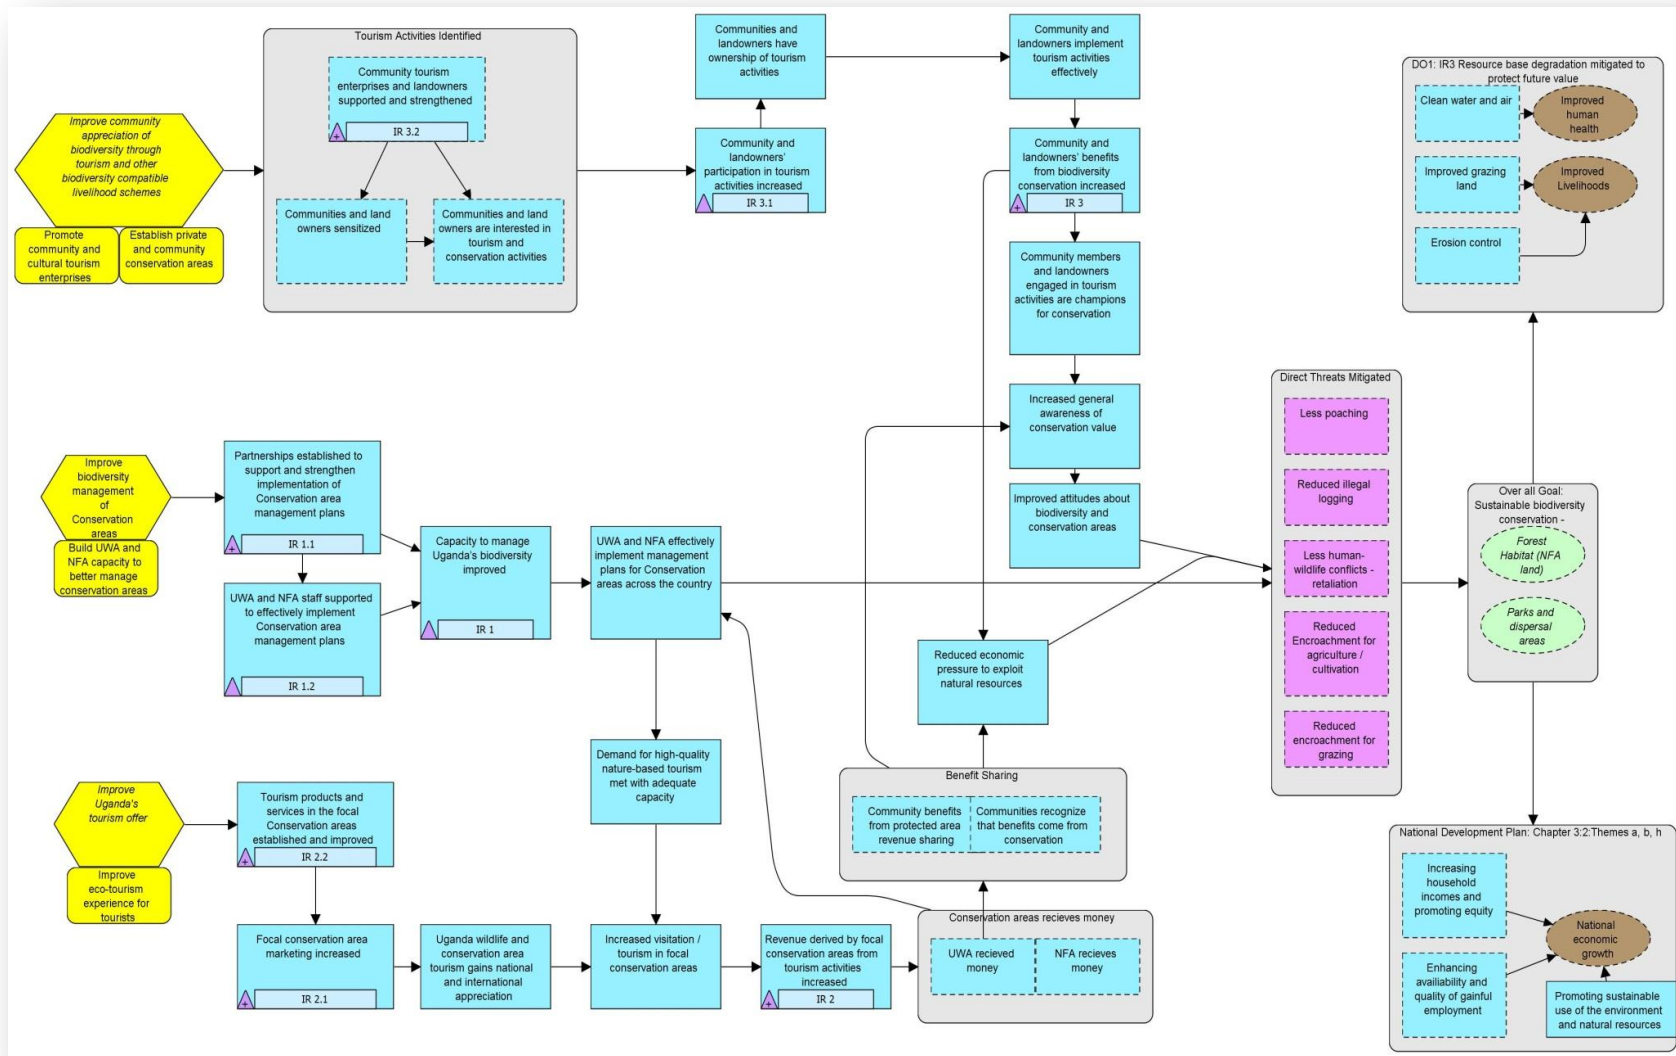 Tourism Activities Identified
Community tourism
enterprises and landowners
supported and strengthened
IR 3.2
Communities and land
owners sensitized
Communities and land
owners are interested in
tourism and
conservation activities
Improve community
appreciation of
biodiversity through
tourism and other
biodiversity compatible
livelihood schemes
Promote
community and
cultural tourism
enterprises
Establish private
and community
conservation areas
Communities and
landowners have
ownership of tourism
activities
Community and
landowners'
participation in tourism
activities increased
IR 3.1
Community and
landowners implement
tourism activities
effectively
Community and
landowners' benefits
from biodiversity
conservation increased
IR 3
Community members
and landowners
engaged in tourism
activities are champions
for conservation
Increased general
awareness of
conservation value
Improved attitudes about
biodiversity and
conservation areas
DO1: IR3 Resource base degradation mitigated to
protect future value
Clean water and air
Improved
human
health
Improved grazing
land
Improved
Livelihoods
Erosion control
Improve
biodiversity
management
of
Conservation
areas
Build UWA and
NFA capacity to
better manage
conservation areas
Partnerships established to
support and strengthen
implementation of
Conservation area
management plans
IR 1.1
UWA and NFA staff supported
to effectively implement
Conservation area
management plans
IR 1.2
Capacity to manage
Uganda's biodiversity
improved
IR 1
UWA and NFA effectively
implement management
plans for Conservation
areas across the country
Demand for high-quality
nature-based tourism
met with adequate
capacity
Reduced economic
pressure to exploit
natural resources
Direct Threats Mitigated
Less poaching
Reduced illegal
logging
Less human-
wildlife conflicts -
retaliation
Reduced
Encroachment for
agriculture /
cultivation
Reduced
encroachment for
grazing
Over all Goal:
Sustainable biodiversity
conservation -
Forest
Habitat (NFA
land)
Parks and
dispersal
areas
Improve
Uganda's
tourism offer
Improve
eco-tourism
experience for
tourists
Tourism products and
services in the focal
Conservation areas
established and improved
IR 2.2
Focal conservation area
marketing increased
IR 2.1
Uganda wildlife and
conservation area
tourism gains national
and international
appreciation
Increased visitation /
tourism in focal
conservation areas
Revenue derived by focal
conservation areas from
tourism activities
increased
IR 2
Benefit Sharing
Community benefits
from protected area
revenue sharing
Communities recognize
that benefits come from
conservation
Conservation areas recieves money
UWA recieved
money
NFA recieves
money
National Development Plan: Chapter 3:2:Themes a, b, h
Increasing
household
incomes and
promoting equity
National
economic
growth
Enhancing
availiability and
quality of gainful
employment
Promoting sustainable
use of the environment
and natural resources